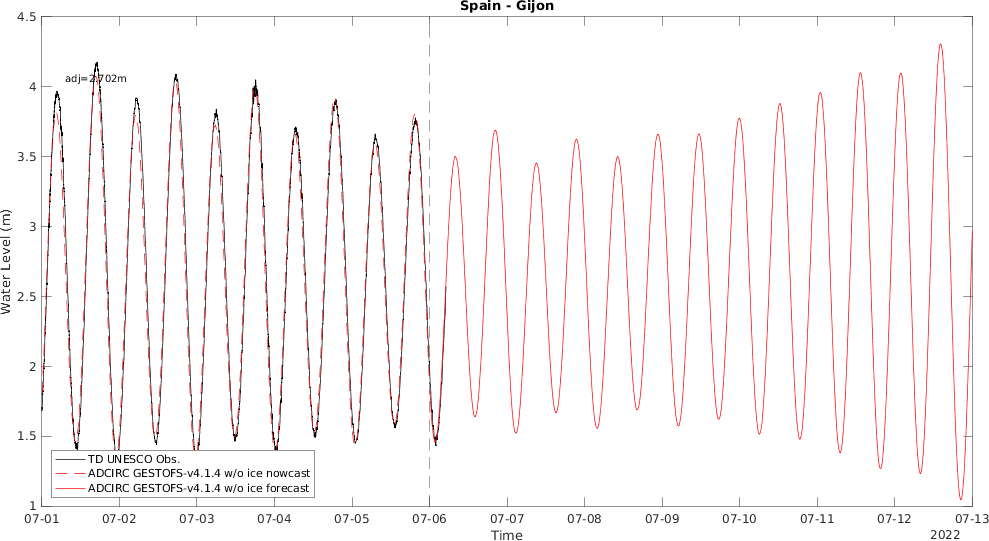 Spain - Gijon
4.5
4
3.5
3
2.5
2
1.5
1
Water Level (m)
adj=2.702m
TD UNESCO Obs.
ADCIRC GESTOFS-v4.1.4 w/o ice nowcast
ADCIRC GESTOFS-v4.1.4 w/o ice forecast
07-01 07-02 07-03 07-04 07-05 07-06 07-07 07-08 07-09 07-10 07-11 07-12 07-13
Time
2022